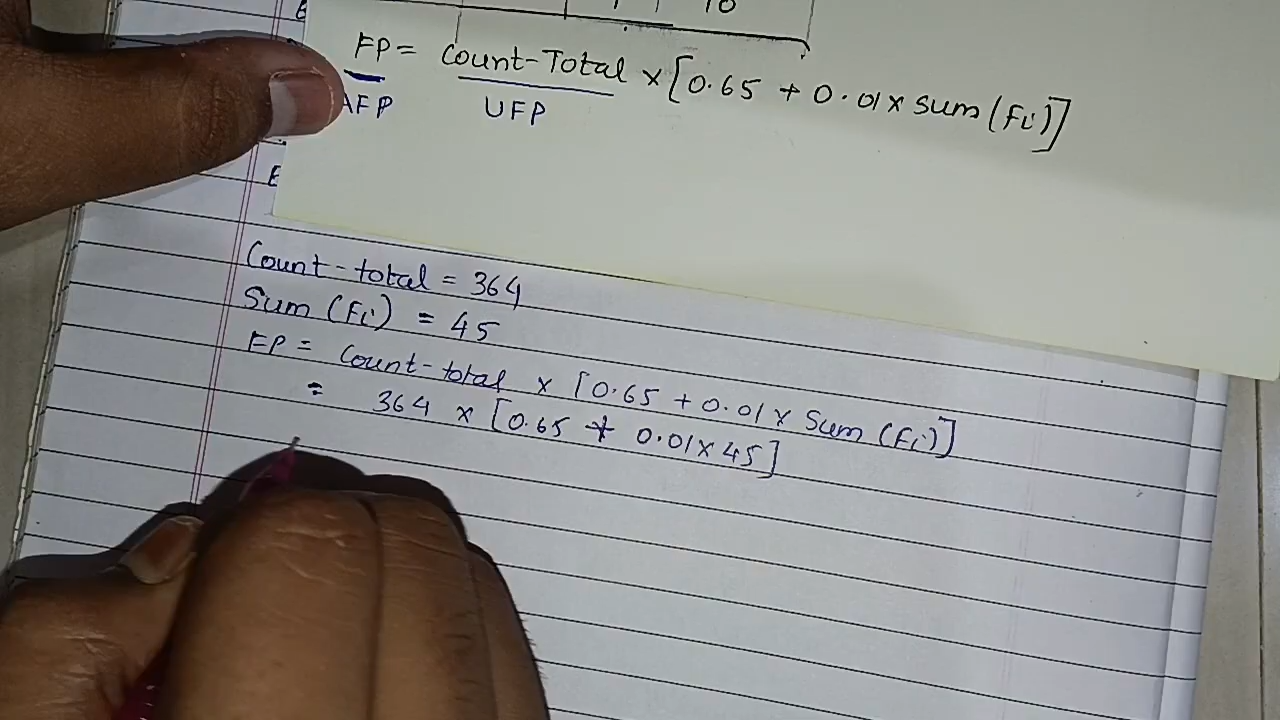 10
FP = Count-Total × [0.65 + 0.01 × Sum (Fi)]
AFP UFP
Count-total = 364
Sum (Fi) = 45
FP = Count-total × [0.65 + 0.01 × Sum (Fi)]
= 364 × [0.65 + 0.01 × 45]